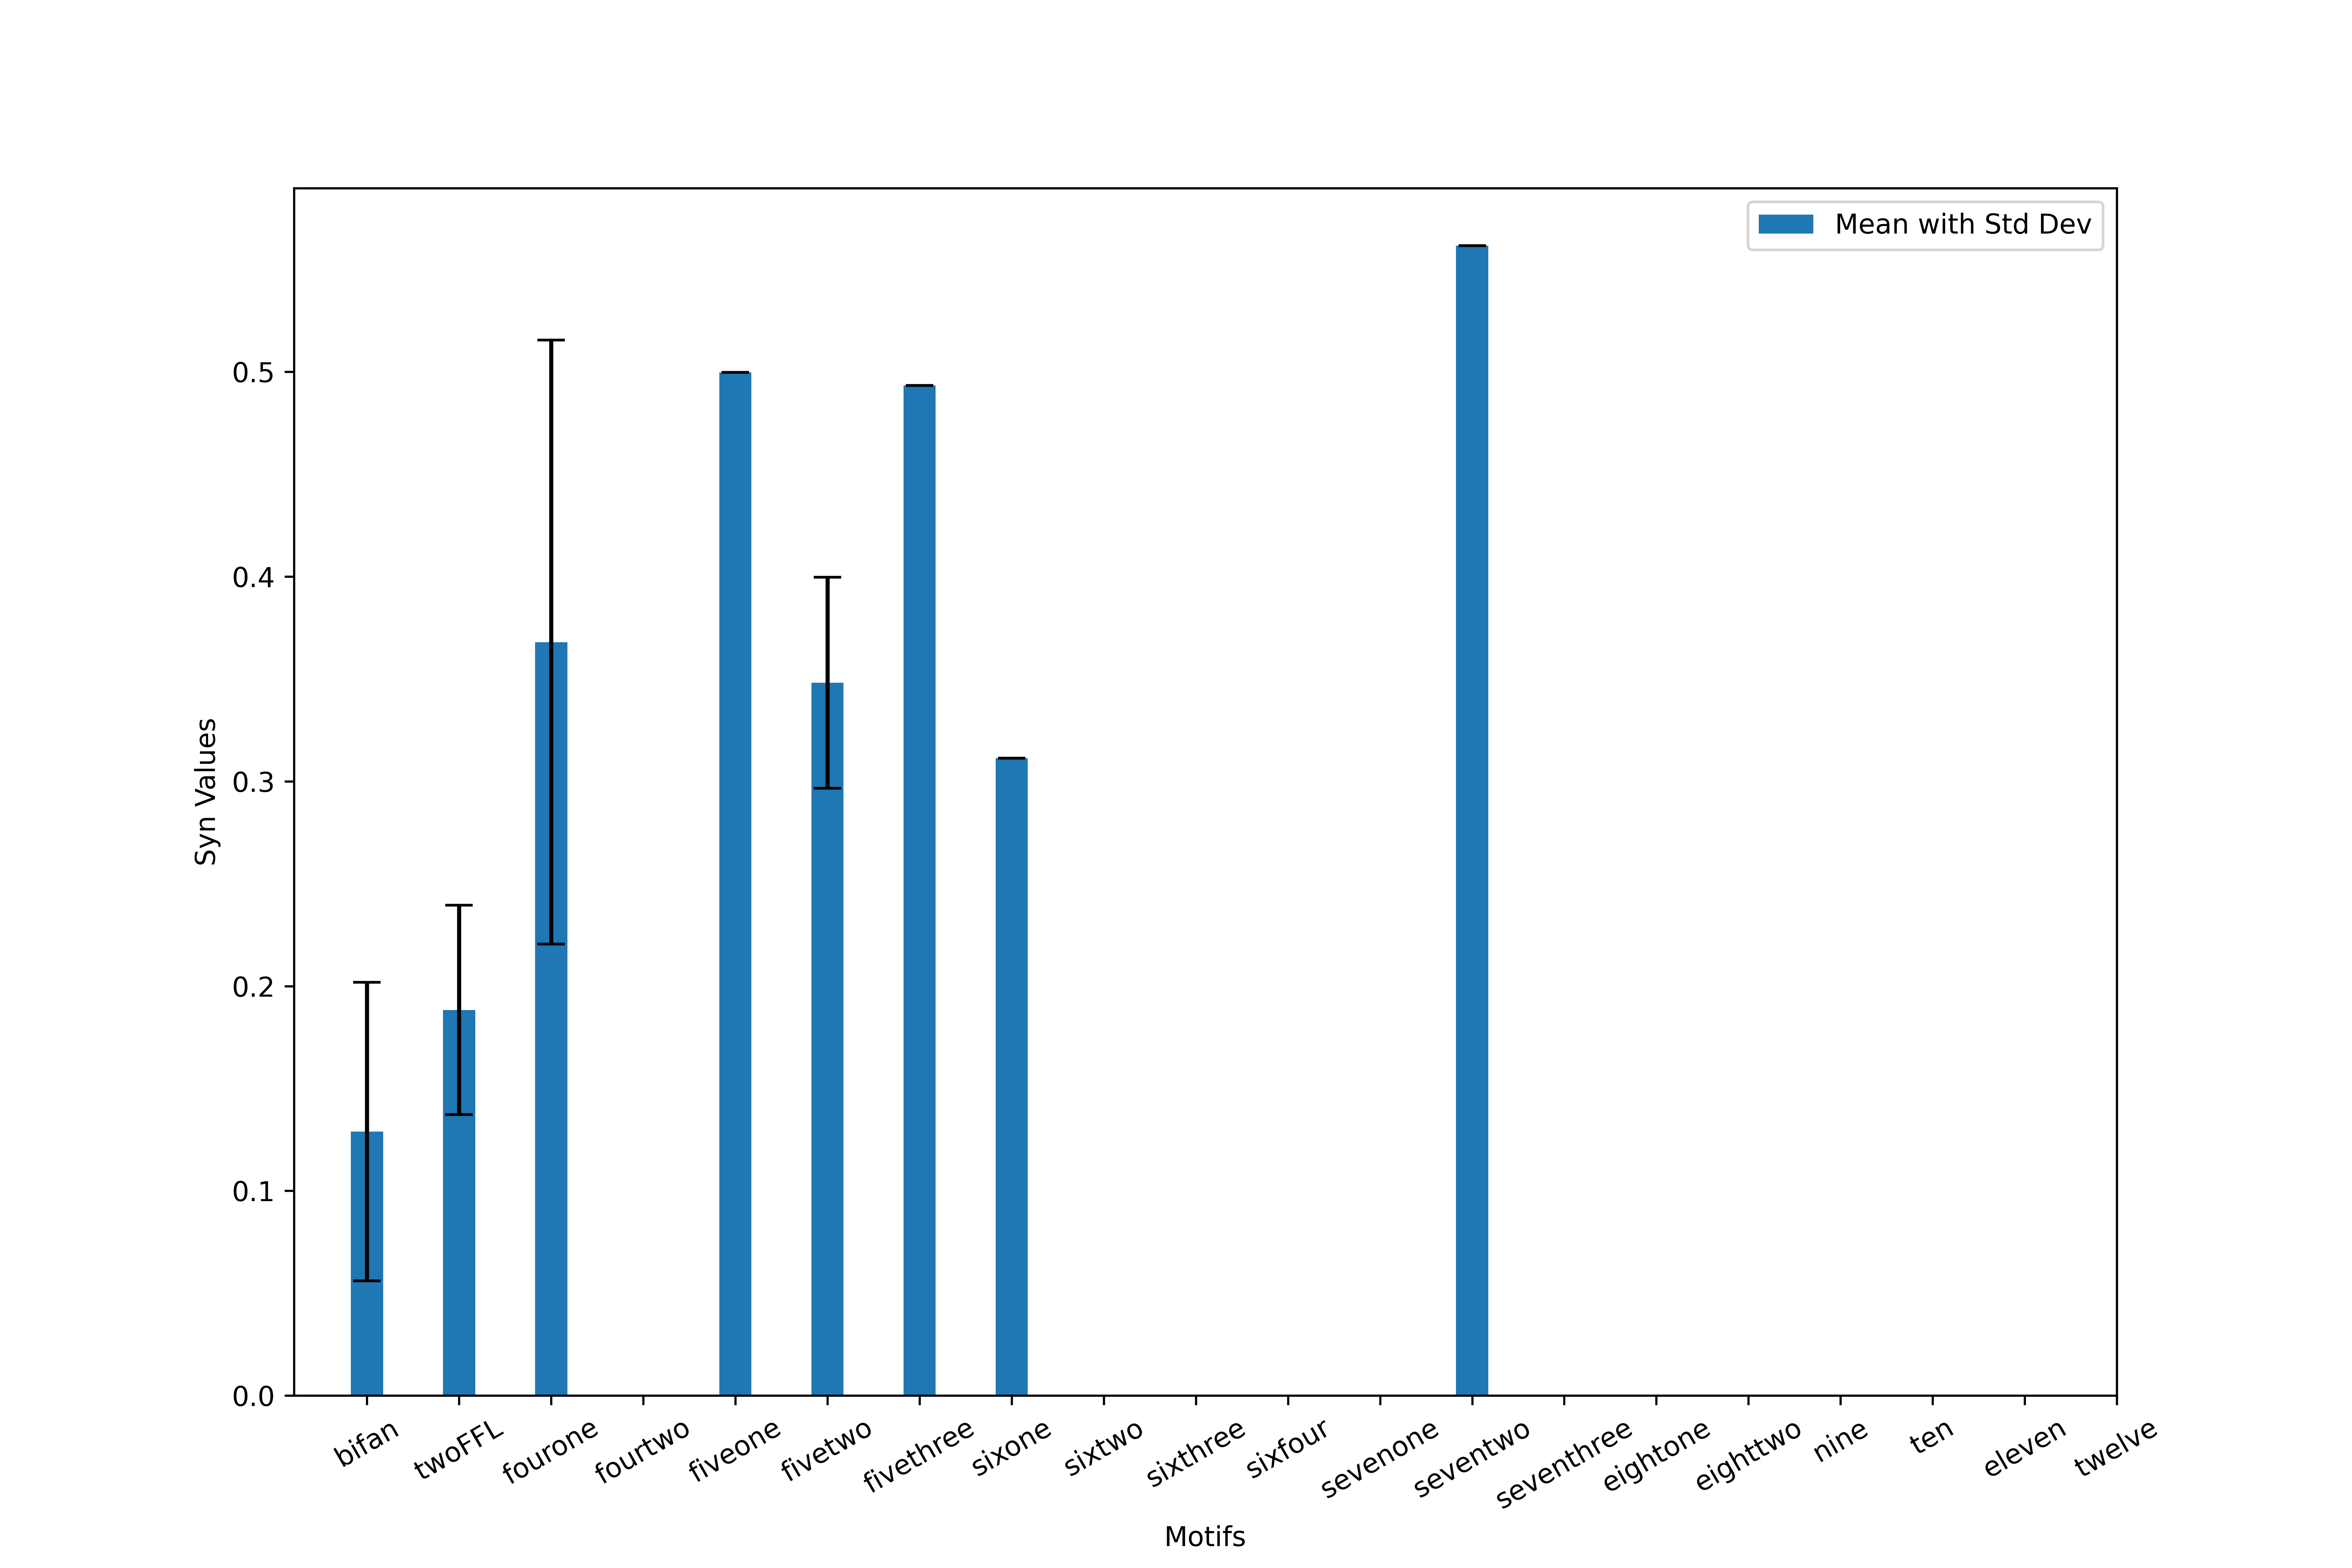 Mean with Std Dev
Syn Values
0.5
0.4
0.3
0.2
0.1
0.0
bifan
twoFFL
fourone
fourtwo
fiveone
fivetwo
fivethree
sixone
sixtwo
sixthree
sixfour
sevenone
seventwo
seventhree
eightone
eighttwo
nine
ten
eleven
twelve
Motifs